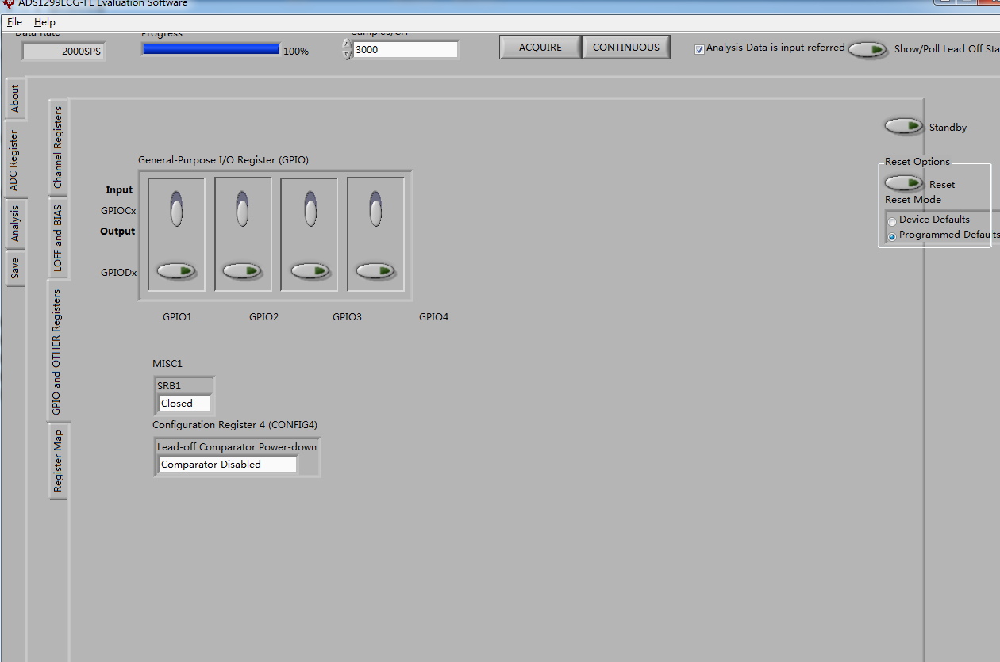 ADS1299ECG-FE Evaluation Software
File Help
Data Rate Progress Samples/CH
2000SPS 100% 3000 ACQUIRE CONTINUOUS Analysis Data is input referred Show/Poll Lead Off Sta
About
ADC Register
Analysis
Save
Channel Registers
LOFF and BIAS
GPIO and OTHER Registers
Register Map
General-Purpose I/O Register (GPIO)
Input
GPIOCx
Output
GPIODx
GPIO1 GPIO2 GPIO3 GPIO4
MISC1
SRB1
Closed
Configuration Register 4 (CONFIG4)
Lead-off Comparator Power-down
Comparator Disabled
Standby
Reset Options
Reset
Reset Mode
Device Defaults
Programmed Defaults